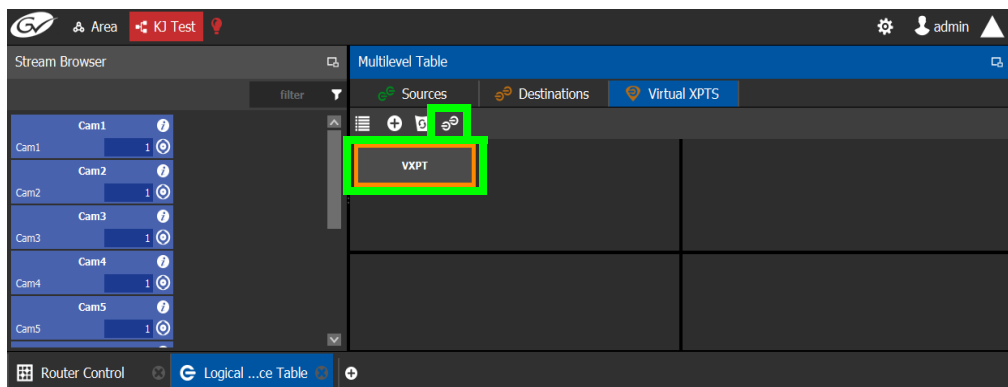 GV Area KJ Test admin
Stream Browser
Multilevel Table
filter
Sources Destinations Virtual XPTS
Cam1
Cam1 1
Cam2
Cam2 1
Cam3
Cam3 1
Cam4
Cam4 1
Cam5
Cam5 1
VXPT
Router Control Logical ...ce Table